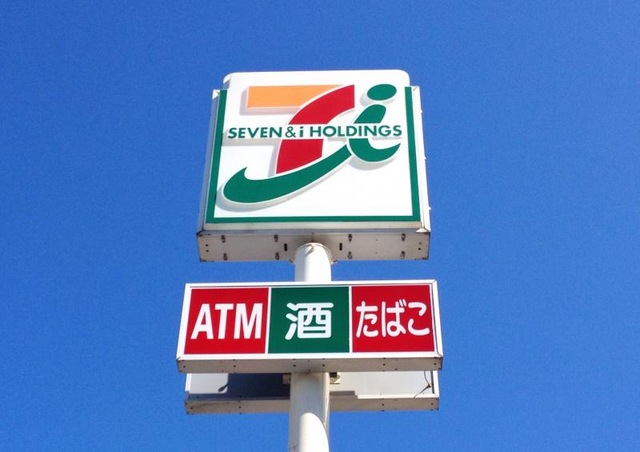 SEVEN & i HOLDINGS
ATM 酒 たばこ